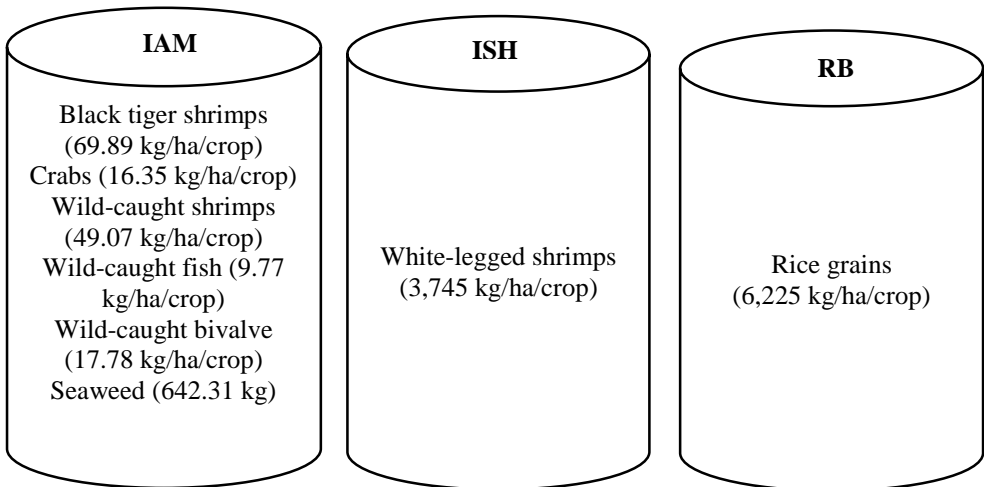 IAM
Black tiger shrimps
(69.89 kg/ha/crop)
Crabs (16.35 kg/ha/crop)
Wild-caught shrimps
(49.07 kg/ha/crop)
Wild-caught fish (9.77
kg/ha/crop)
Wild-caught bivalve
(17.78 kg/ha/crop)
Seaweed (642.31 kg)
ISH
White-legged shrimps
(3,745 kg/ha/crop)
RB
Rice grains
(6,225 kg/ha/crop)